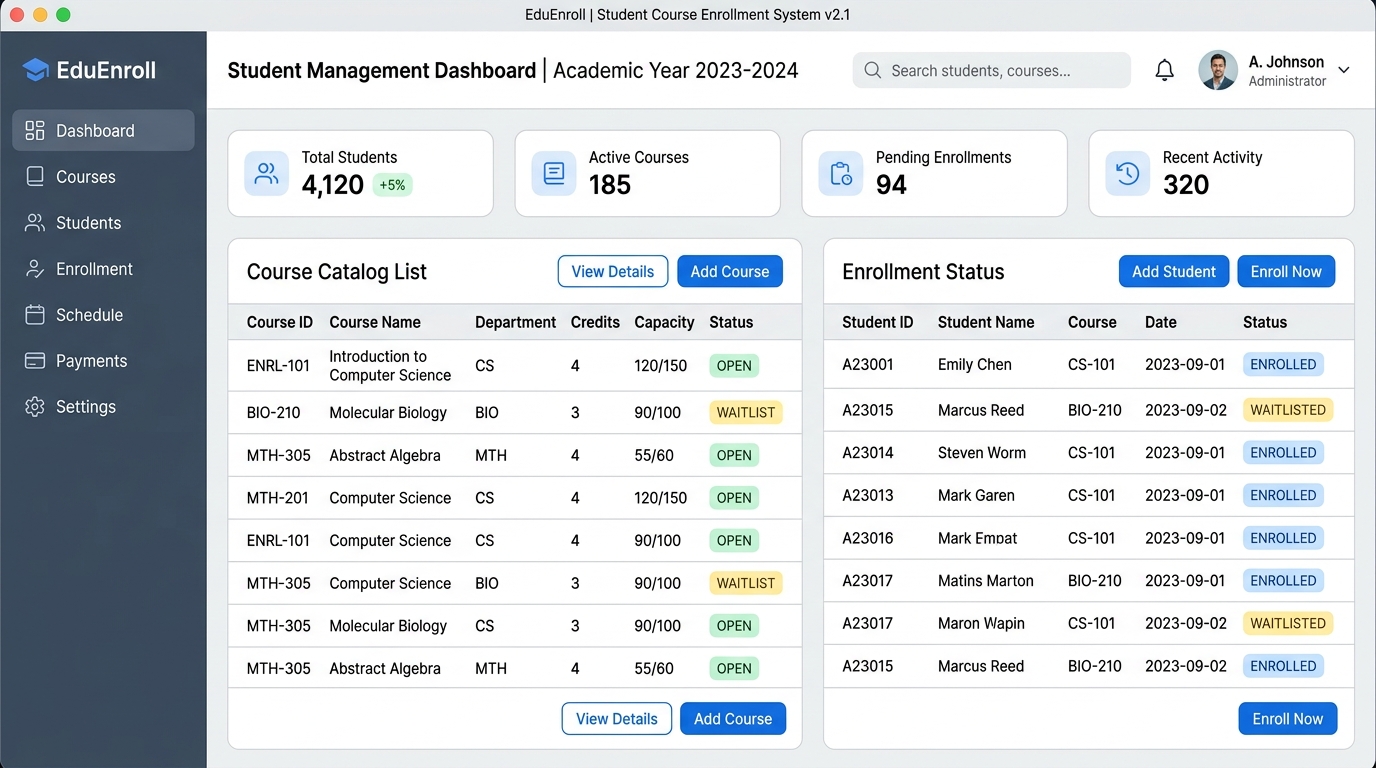 EduEnroll | Student Course Enrollment System v2.1
EduEnroll
Dashboard
Courses
Students
Enrollment
Schedule
Payments
Settings
Student Management Dashboard | Academic Year 2023-2024
Search students, courses...
A. Johnson
Administrator
Total Students
4,120 +5%
Active Courses
185
Pending Enrollments
94
Recent Activity
320
Course Catalog List View Details Add Course
Course ID Course Name Department Credits Capacity Status
ENRL-101 Introduction to Computer Science CS 4 120/150 OPEN
BIO-210 Molecular Biology BIO 3 90/100 WAITLIST
MTH-305 Abstract Algebra MTH 4 55/60 OPEN
MTH-201 Computer Science CS 4 120/150 OPEN
ENRL-101 Computer Science CS 4 90/100 OPEN
MTH-305 Computer Science BIO 3 90/100 WAITLIST
MTH-305 Molecular Biology CS 3 90/100 OPEN
MTH-305 Abstract Algebra MTH 4 55/60 OPEN
View Details Add Course
Enrollment Status Add Student Enroll Now
Student ID Student Name Course Date Status
A23001 Emily Chen CS-101 2023-09-01 ENROLLED
A23015 Marcus Reed BIO-210 2023-09-02 WAITLISTED
A23014 Steven Worm CS-101 2023-09-01 ENROLLED
A23013 Mark Garen CS-101 2023-09-01 ENROLLED
A23016 Mark Empat CS-101 2023-09-01 ENROLLED
A23017 Matins Marton BIO-210 2023-09-01 ENROLLED
A23017 Maron Wapin CS-101 2023-09-02 WAITLISTED
A23015 Marcus Reed BIO-210 2023-09-02 ENROLLED
Enroll Now